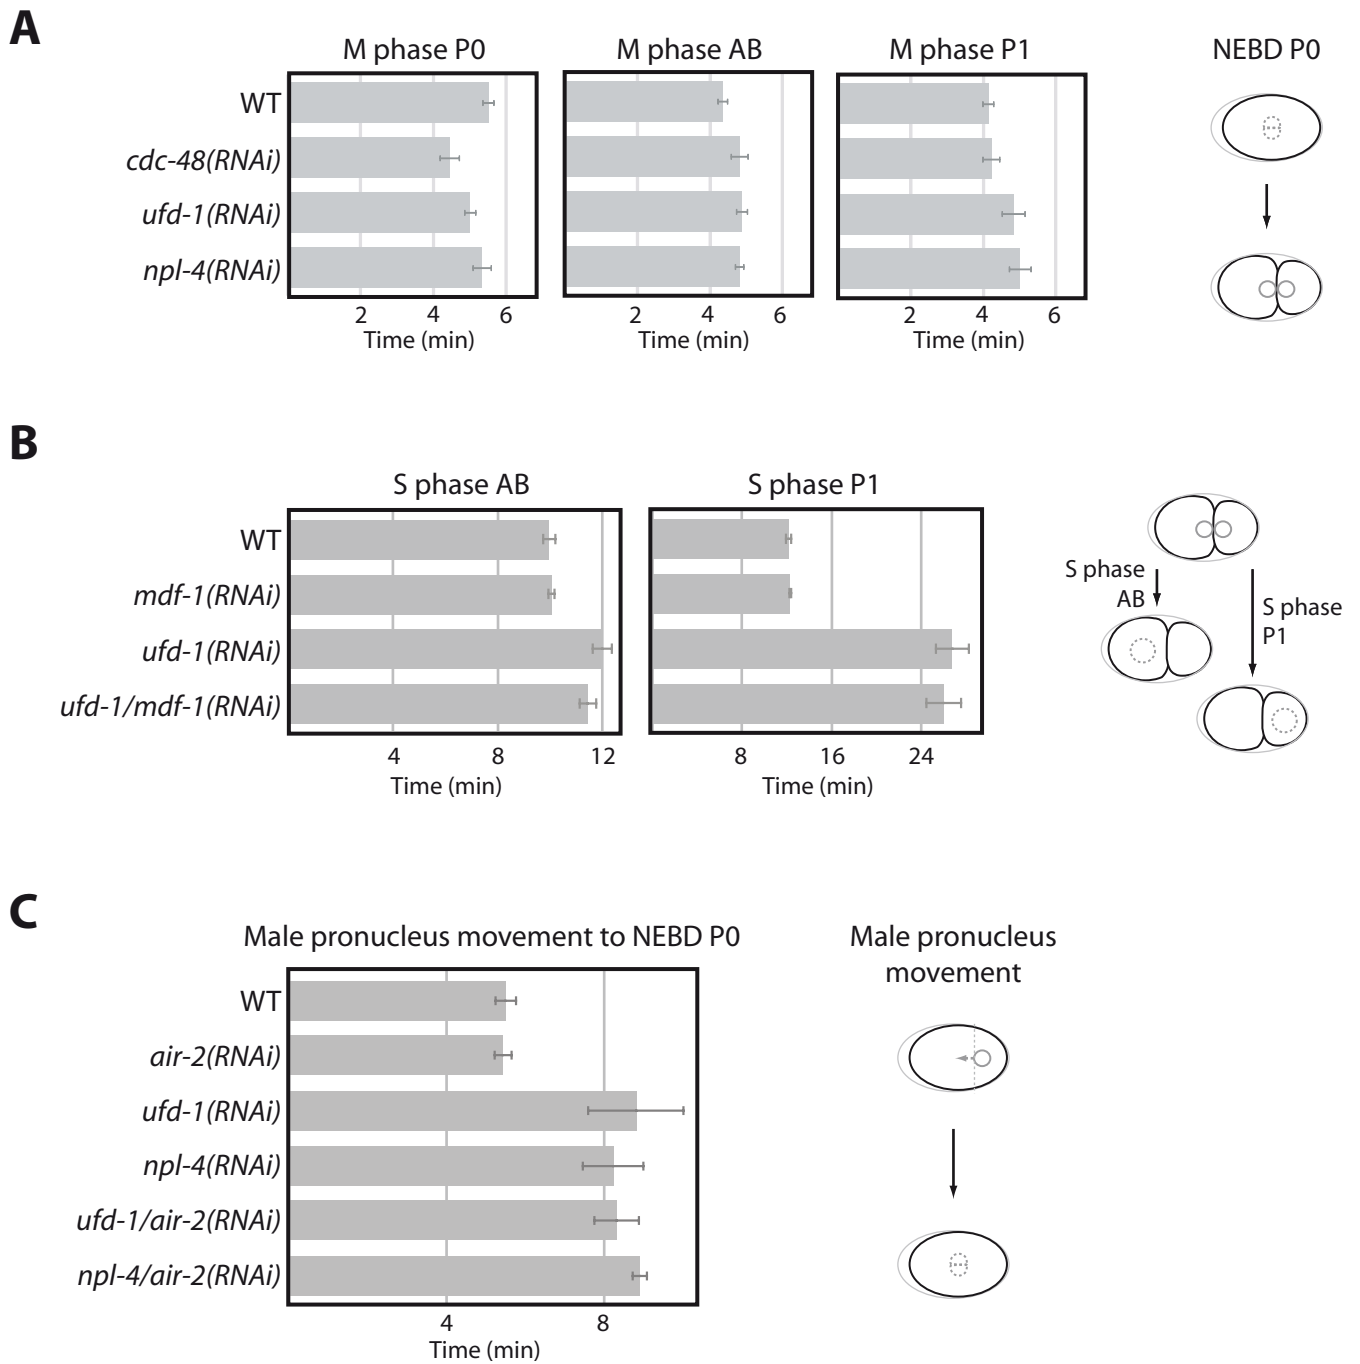 A
M phase P0
M phase AB
M phase P1
NEBD P0
WT
cdc-48(RNAi)
ufd-1(RNAi)
npl-4(RNAi)
2 4 6
2 4 6
2 4 6
Time (min)
Time (min)
Time (min)
B
S phase AB
S phase P1
WT
mdf-1(RNAi)
ufd-1(RNAi)
ufd-1/mdf-1(RNAi)
4 8 12
8 16 24
Time (min)
Time (min)
S phase
AB
S phase
P1
C
Male pronucleus movement to NEBD P0
Male pronucleus
movement
WT
air-2(RNAi)
ufd-1(RNAi)
npl-4(RNAi)
ufd-1/air-2(RNAi)
npl-4/air-2(RNAi)
4 8
Time (min)